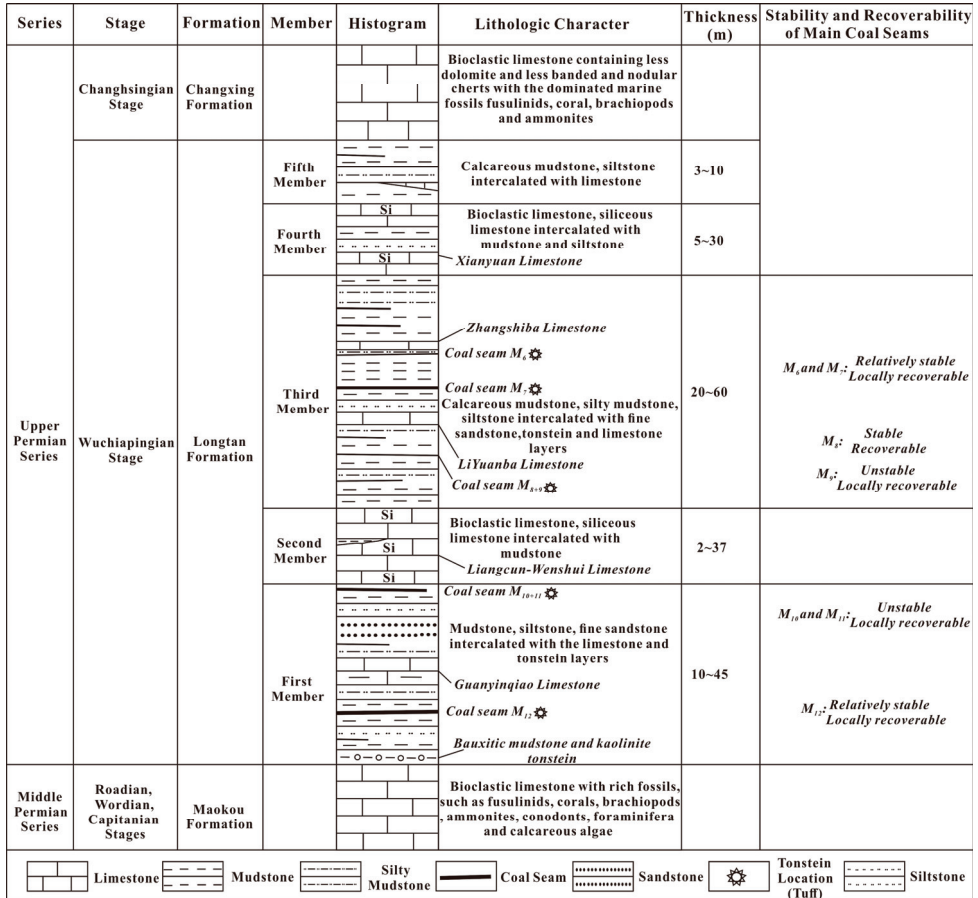 Series
Stage
Formation
Member
Histogram
Lithologic Character
Thickness
(m)
Stability and Recoverability
of Main Coal Seams
Changhsingian
Stage
Changxing
Formation
Bioclastic limestone containing less
dolomite and less banded and nodular
cherts with the dominated marine
fossils fusulinids, coral, brachiopods
and ammonites
Upper
Permian
Series
Wuchiapingian
Stage
Longtan
Formation
Fifth
Member
Calcareous mudstone, siltstone
intercalated with limestone
3~10
Fourth
Member
Si
Si
Bioclastic limestone, siliceous
limestone intercalated with
mudstone and siltstone
Xianyuan Limestone
5~30
Third
Member
Zhangshiba Limestone
Coal seam M6
Coal seam M7
Calcareous mudstone, silty mudstone,
siltstone intercalated with fine
sandstone,tonstein and limestone
layers
LiYuanba Limestone
Coal seam M8+9
20~60
M6 and M7: Relatively stable
Locally recoverable
M8: Stable
Recoverable
M9: Unstable
Locally recoverable
Second
Member
Si
Si
Si
Bioclastic limestone, siliceous
limestone intercalated with
mudstone
Liangcun-Wenshui Limestone
2~37
First
Member
Coal seam M10+11
Mudstone, siltstone, fine sandstone
intercalated with the limestone and
tonstein layers
Guanyinqiao Limestone
Coal seam M12
Bauxitic mudstone and kaolinite
tonstein
10~45
M10 and M11: Unstable
Locally recoverable
M12: Relatively stable
Locally recoverable
Middle
Permian
Series
Roadian,
Wordian,
Capitanian
Stages
Maokou
Formation
Bioclastic limestone with rich fossils,
such as fusulinids, corals, brachiopods
, ammonites, conodonts, foraminifera
and calcareous algae
Limestone
Mudstone
Silty
Mudstone
Coal Seam
Sandstone
Tonstein
Location
(Tuff)
Siltstone